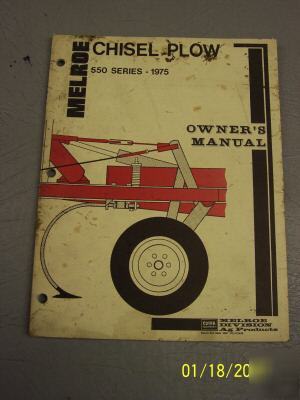 MELROE
CHISEL PLOW
550 SERIES - 1975
OWNER'S
MANUAL
MELROE
DIVISION
Ag Products
01/18/20